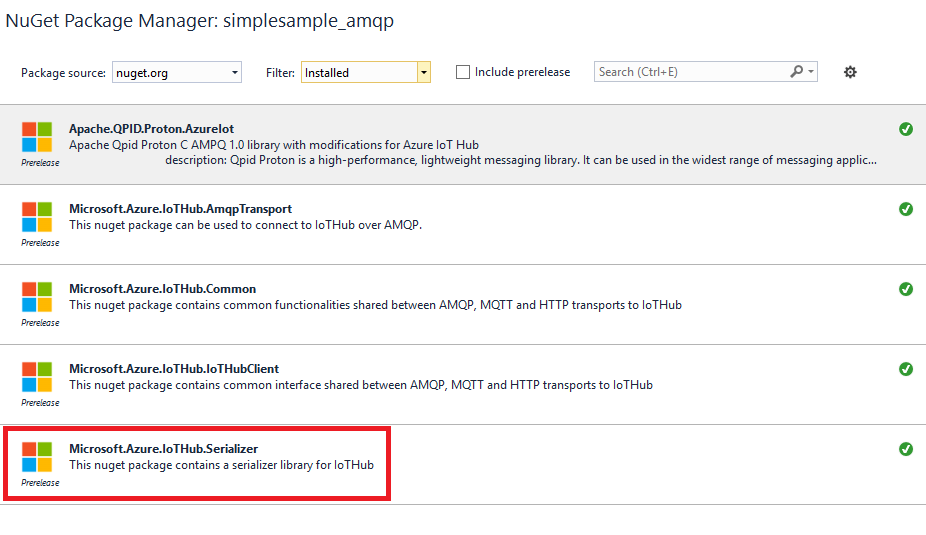 NuGet Package Manager: simplesample_amqp
Package source: nuget.org Filter: Installed Include prerelease Search (Ctrl+E)
Apache.QPID.Proton.AzureIot
Apache Qpid Proton C AMPQ 1.0 library with modifications for Azure IoT Hub
Prerelease description: Qpid Proton is a high-performance, lightweight messaging library. It can be used in the widest range of messaging applic...
Microsoft.Azure.IoTHub.AmqpTransport
This nuget package can be used to connect to IoTHub over AMQP.
Prerelease
Microsoft.Azure.IoTHub.Common
This nuget package contains common functionalities shared between AMQP, MQTT and HTTP transports to IoTHub
Prerelease
Microsoft.Azure.IoTHub.IoTHubClient
This nuget package contains common interface shared between AMQP, MQTT and HTTP transports to IoTHub
Prerelease
Microsoft.Azure.IoTHub.Serializer
This nuget package contains a serializer library for IoTHub
Prerelease